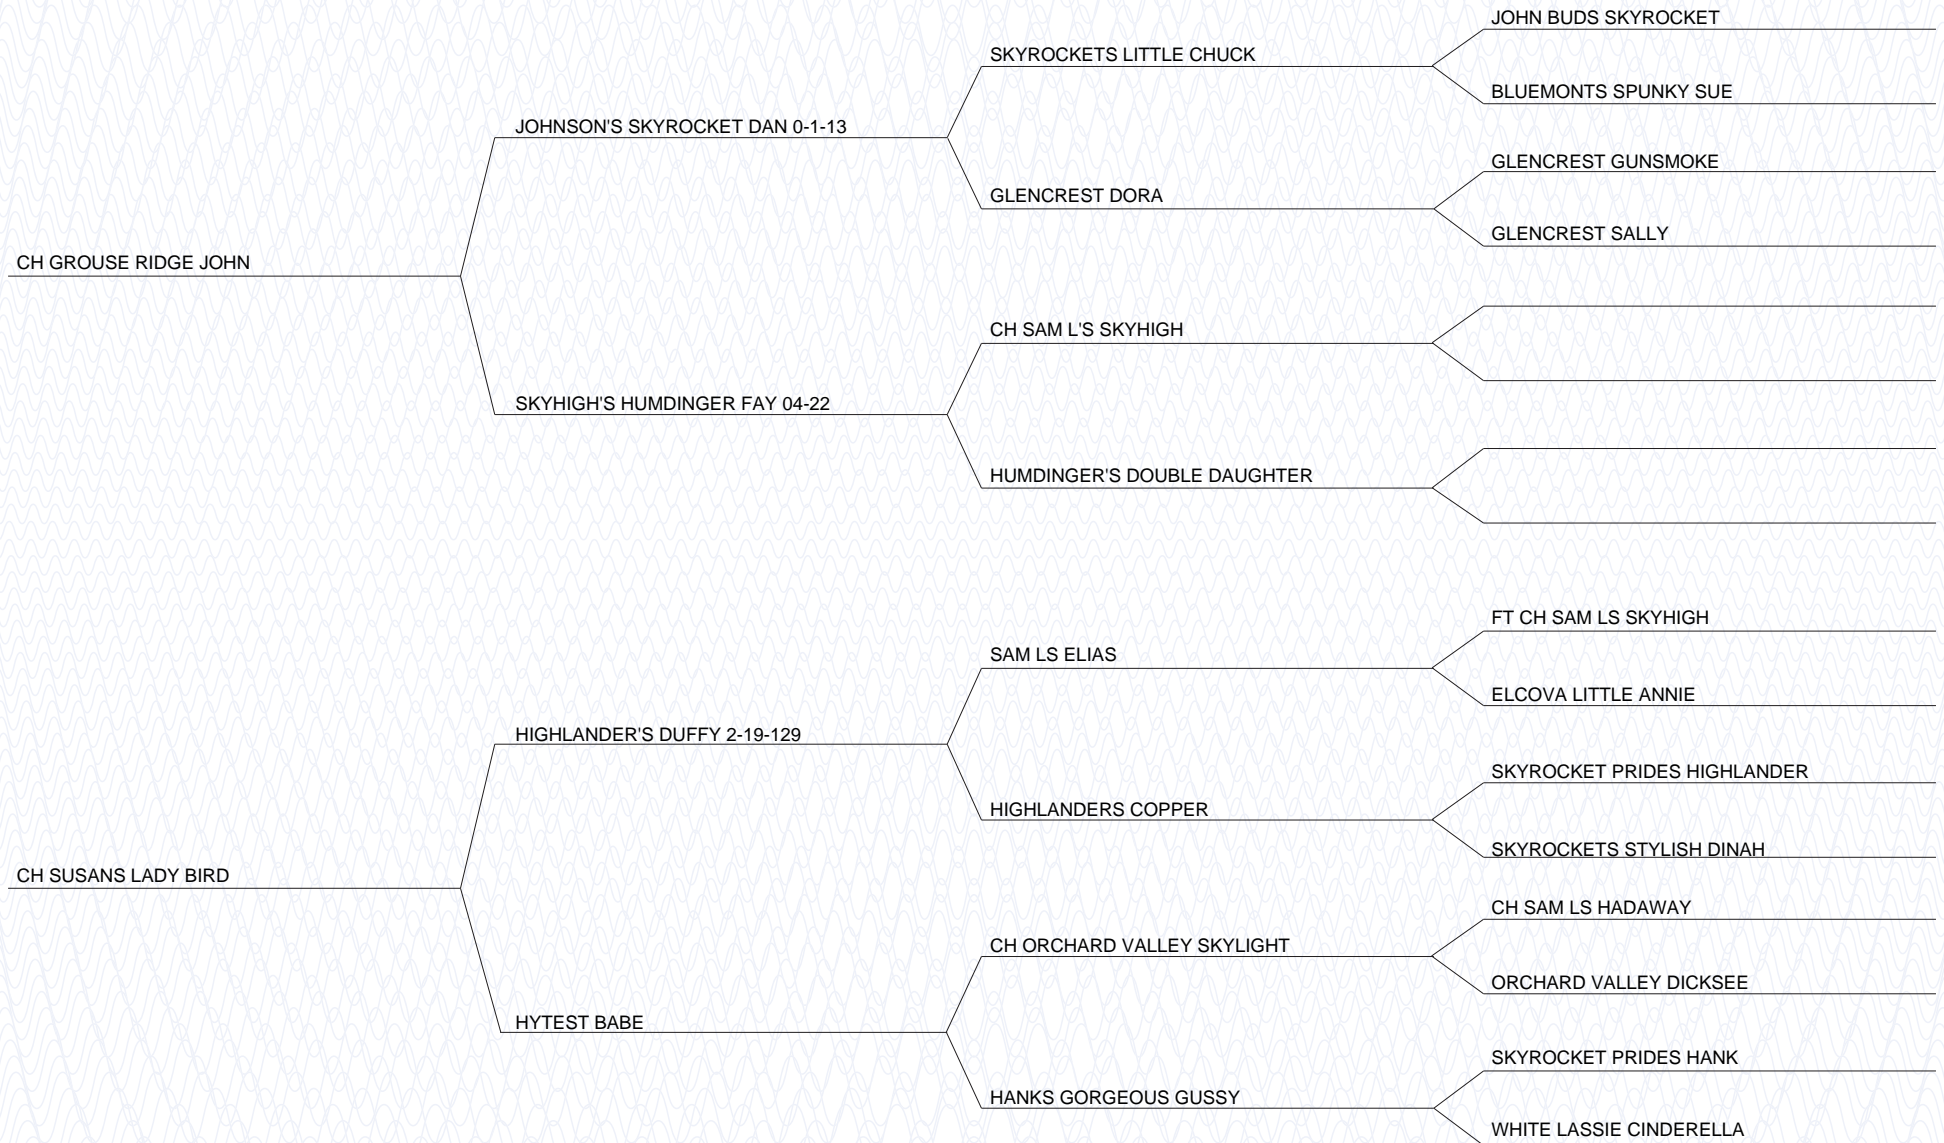 JOHN BUDS SKYROCKET
SKYROCKETS LITTLE CHUCK
BLUEMONTS SPUNKY SUE
JOHNSON'S SKYROCKET DAN 0-1-13
GLENCREST GUNSMOKE
GLENCREST DORA
GLENCREST SALLY
CH GROUSE RIDGE JOHN
CH SAM L'S SKYHIGH
SKYHIGH'S HUMDINGER FAY 04-22
HUMDINGER'S DOUBLE DAUGHTER
FT CH SAM LS SKYHIGH
SAM LS ELIAS
ELCOVA LITTLE ANNIE
HIGHLANDER'S DUFFY 2-19-129
SKYROCKET PRIDES HIGHLANDER
HIGHLANDERS COPPER
SKYROCKETS STYLISH DINAH
CH SUSANS LADY BIRD
CH SAM LS HADAWAY
CH ORCHARD VALLEY SKYLIGHT
ORCHARD VALLEY DICKSEE
HYTEST BABE
SKYROCKET PRIDES HANK
HANKS GORGEOUS GUSSY
WHITE LASSIE CINDERELLA